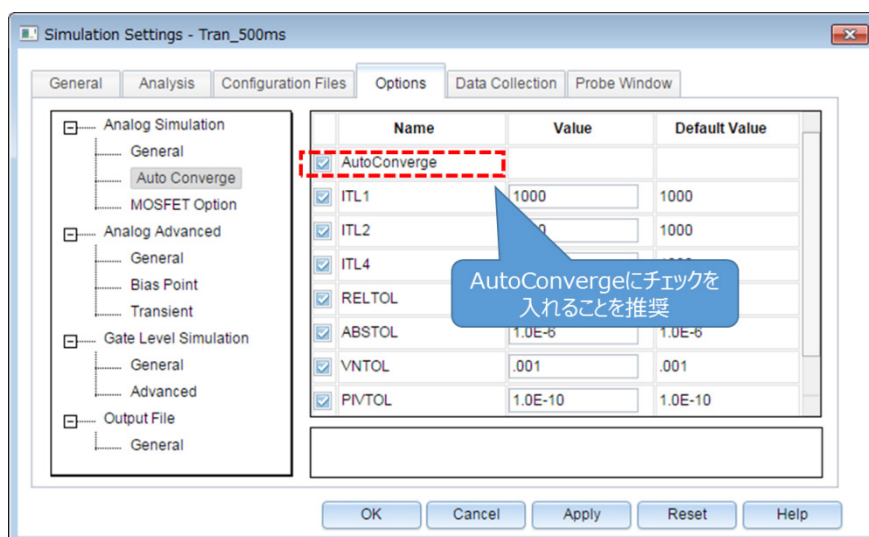 Simulation Settings - Tran_500ms
General Analysis Configuration Files Options Data Collection Probe Window
Analog Simulation
General
Auto Converge
MOSFET Option
Analog Advanced
General
Bias Point
Transient
Gate Level Simulation
General
Advanced
Output File
General
Name Value Default Value
AutoConverge
ITL1 1000 1000
ITL2 1000
ITL4
RELTOL
ABSTOL 1.0E-6 1.0E-6
VNTOL .001 .001
PIVTOL 1.0E-10 1.0E-10
AutoConvergeにチェックを
入れることを推奨
OK Cancel Apply Reset Help